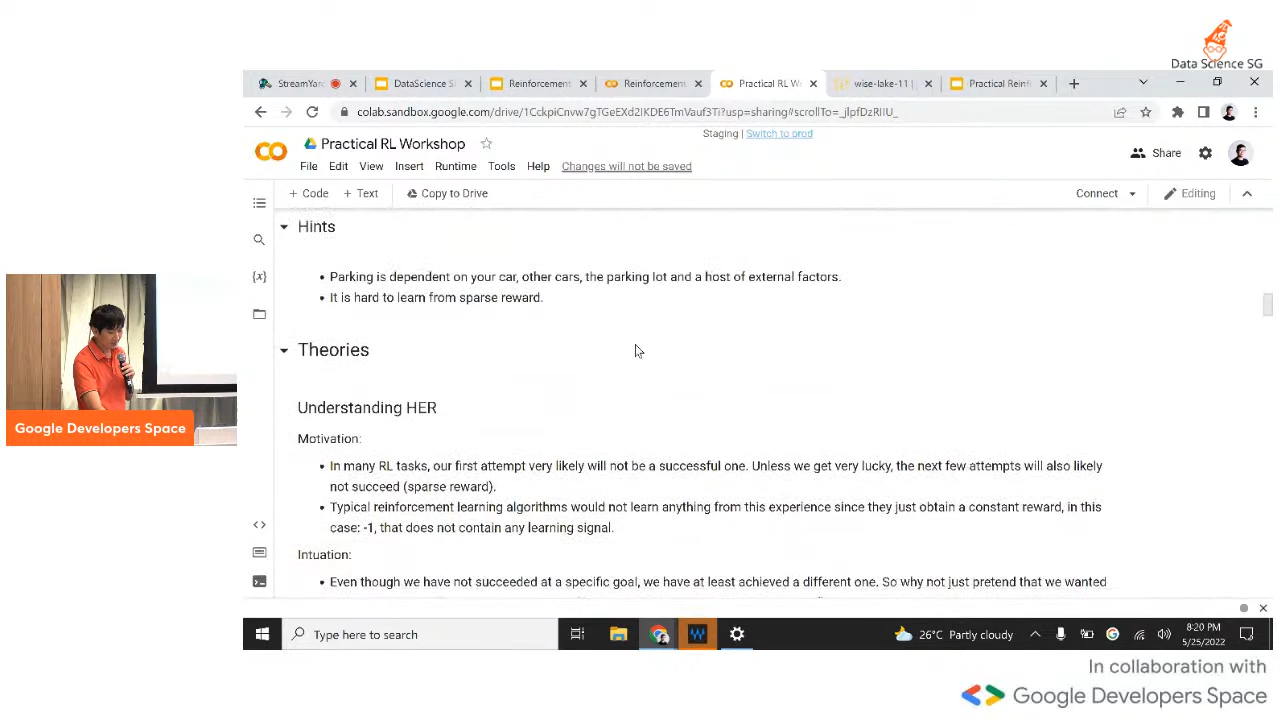 Data Science SG
StreamYard
DataScience S
Reinforcement
Reinforcement
Practical RL W
wise-lake-11 |
Practical Reinf
colab.sandbox.google.com/drive/1CckpiCnvw7gTGeEXd2IKDE6TmVauf3Ti?usp=sharing#scrollTo=_jlpfDzRIIU_
Staging | Switch to prod
Practical RL Workshop
File Edit View Insert Runtime Tools Help Changes will not be saved
Share
+ Code + Text Copy to Drive
Connect
Editing
Hints
• Parking is dependent on your car, other cars, the parking lot and a host of external factors.
• It is hard to learn from sparse reward.
Theories
Understanding HER
Motivation:
• In many RL tasks, our first attempt very likely will not be a successful one. Unless we get very lucky, the next few attempts will also likely
not succeed (sparse reward).
• Typical reinforcement learning algorithms would not learn anything from this experience since they just obtain a constant reward, in this
case: -1, that does not contain any learning signal.
Intuation:
• Even though we have not succeeded at a specific goal, we have at least achieved a different one. So why not just pretend that we wanted
Google Developers Space
Type here to search
26°C Partly cloudy
8:20 PM
5/25/2022
In collaboration with
Google Developers Space